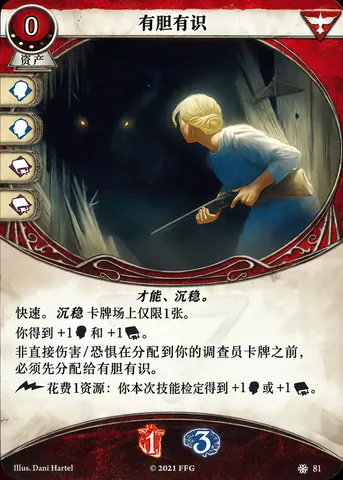 0
有胆有识
资产
才能、沉稳。
快速。沉稳 卡牌场上仅限1张。
你得到 +1 和 +1 。
非直接伤害/恐惧在分配到你的调查员卡牌之前，
必须先分配给有胆有识。
花费1资源：你本次技能检定得到 +1 或 +1 。
1 3
Illus. Dani Hartel © 2021 FFG 81